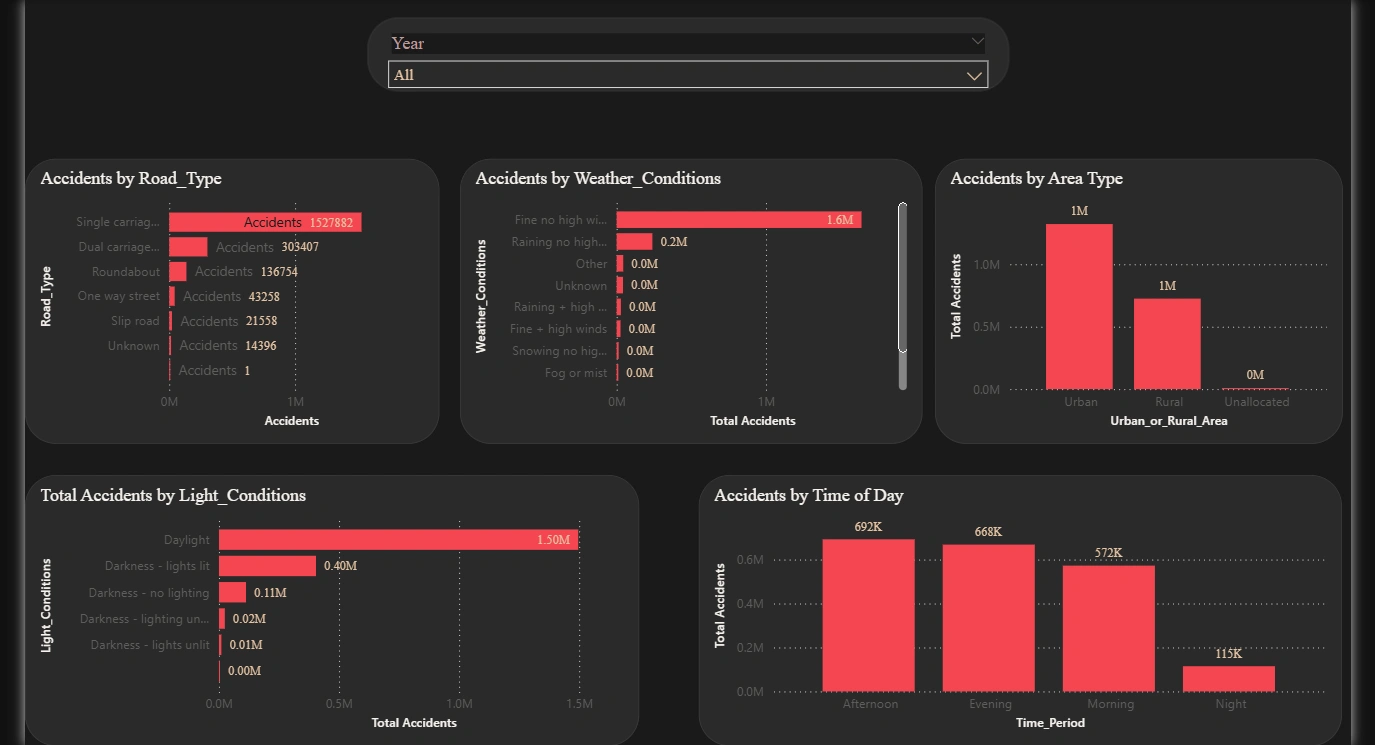 Year
All
Accidents by Road_Type
Road_Type
Single carriag... Accidents 1527882
Dual carriage... Accidents 303407
Roundabout Accidents 136754
One way street Accidents 43258
Slip road Accidents 21558
Unknown Accidents 14396
Accidents 1
0M 1M
Accidents
Accidents by Weather_Conditions
Weather_Conditions
Fine no high wi... 1.6M
Raining no high... 0.2M
Other 0.0M
Unknown 0.0M
Raining + high ... 0.0M
Fine + high winds 0.0M
Snowing no hig... 0.0M
Fog or mist 0.0M
0M 1M
Total Accidents
Accidents by Area Type
Total Accidents
1M
1M
0M
1.0M
0.5M
0.0M
Urban Rural Unallocated
Urban_or_Rural_Area
Total Accidents by Light_Conditions
Light_Conditions
Daylight 1.50M
Darkness - lights lit 0.40M
Darkness - no lighting 0.11M
Darkness - lighting un... 0.02M
Darkness - lights unlit 0.01M
0.00M
0.0M 0.5M 1.0M 1.5M
Total Accidents
Accidents by Time of Day
Total Accidents
692K 668K 572K 115K
0.6M
0.4M
0.2M
0.0M
Afternoon Evening Morning Night
Time_Period